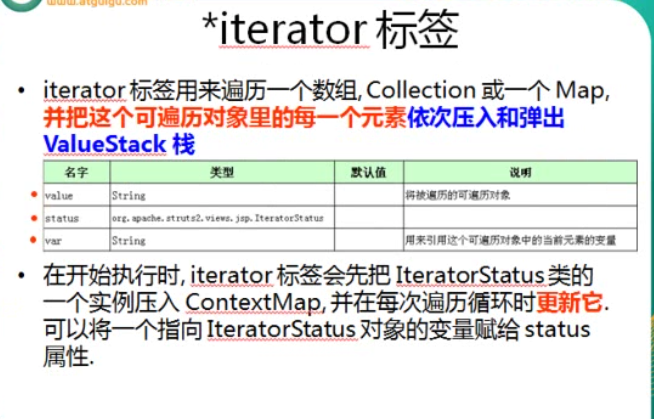 www.atguigu.com
*iterator 标签
• iterator 标签用来遍历一个数组, Collection 或一个 Map,
并把这个可遍历对象里的每一个元素依次压入和弹出
ValueStack 栈
名字 类型 默认值 说明
value String 将被遍历的可遍历对象
status org.apache.struts2.views.jsp.IteratorStatus
var String 用来引用这个可遍历对象中的当前元素的变量
• 在开始执行时, iterator 标签会先把 IteratorStatus 类的
一个实例压入 ContextMap, 并在每次遍历循环时更新它.
可以将一个指向 IteratorStatus 对象的变量赋给 status
属性.